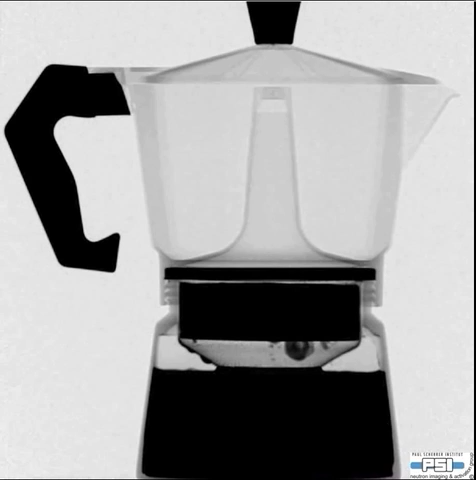 PAUL SCHERRER INSTITUT
PSI
neutron imaging & activation group